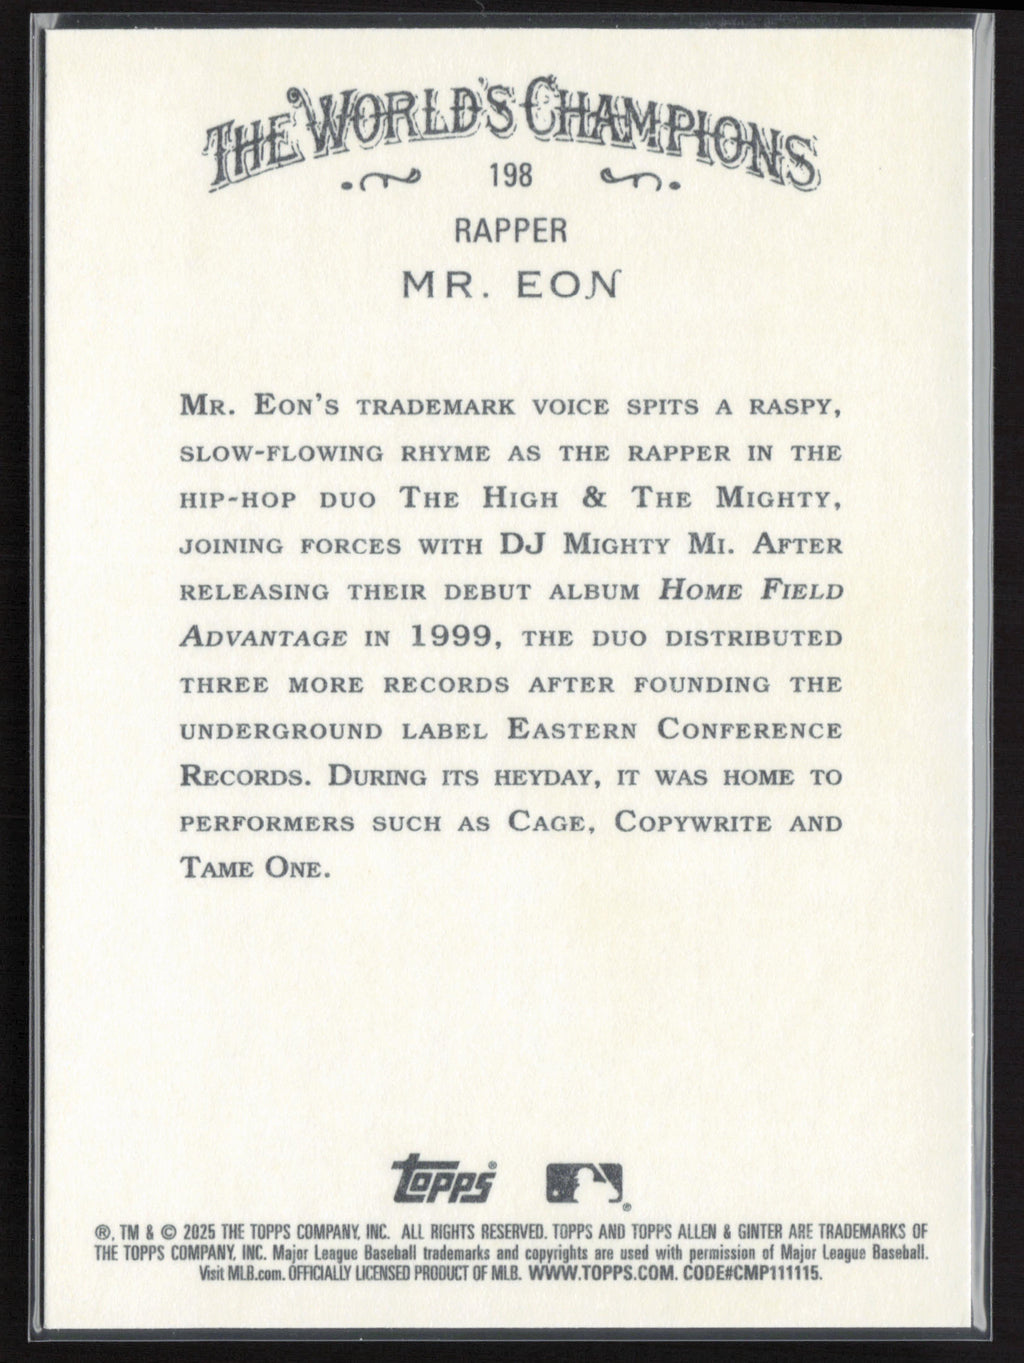 THE WORLD'S CHAMPIONS
198
RAPPER
MR. EON
MR. EON'S TRADEMARK VOICE SPITS A RASPY,
SLOW-FLOWING RHYME AS THE RAPPER IN THE
HIP-HOP DUO THE HIGH & THE MIGHTY,
JOINING FORCES WITH DJ MIGHTY MI. AFTER
RELEASING THEIR DEBUT ALBUM HOME FIELD
ADVANTAGE IN 1999, THE DUO DISTRIBUTED
THREE MORE RECORDS AFTER FOUNDING THE
UNDERGROUND LABEL EASTERN CONFERENCE
RECORDS. DURING ITS HEYDAY, IT WAS HOME TO
PERFORMERS SUCH AS CAGE, COPYWRITE AND
TAME ONE.
Topps®
®, TM & © 2025 THE TOPPS COMPANY, INC. ALL RIGHTS RESERVED. TOPPS AND TOPPS ALLEN & GINTER ARE TRADEMARKS OF
THE TOPPS COMPANY, INC. Major League Baseball trademarks and copyrights are used with permission of Major League Baseball.
Visit MLB.com. OFFICIALLY LICENSED PRODUCT OF MLB. WWW.TOPPS.COM. CODE#CMP111115.